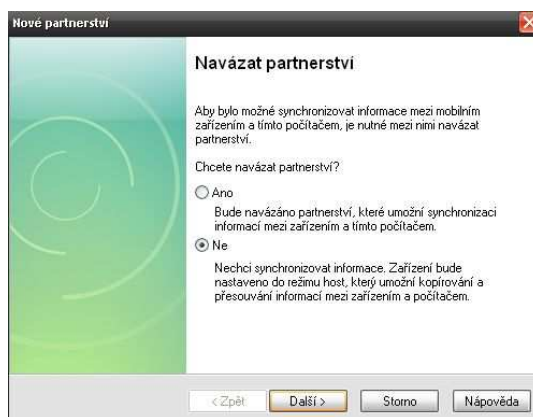 Nové partnerství
Navázat partnerství
Aby bylo možné synchronizovat informace mezi mobilním
zařízením a tímto počítačem, je nutné mezi nimi navázat
partnerství.
Chcete navázat partnerství?
Ano
Bude navázáno partnerství, které umožní synchronizaci
informací mezi zařízením a tímto počítačem.
Ne
Nechci synchronizovat informace. Zařízení bude
nastaveno do režimu host, který umožní kopírování a
přesouvání informací mezi zařízením a počítačem.
< Zpět Další > Storno Nápověda